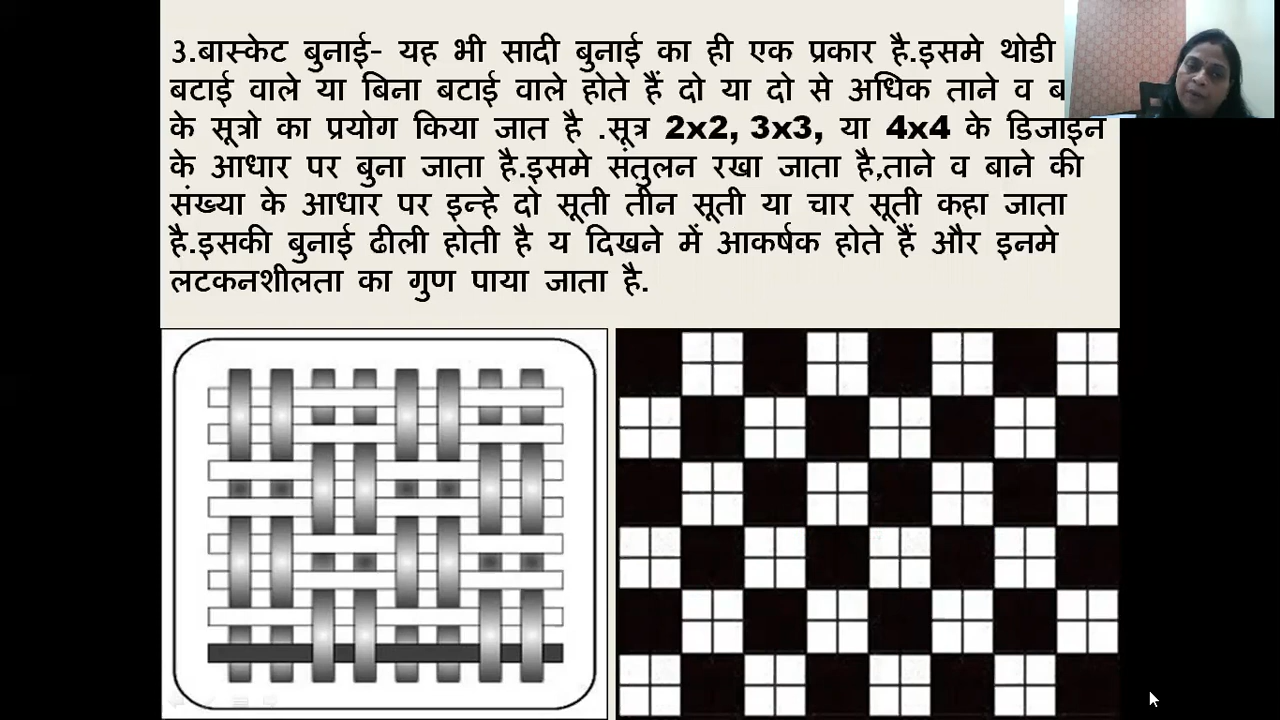 3.बास्केट बुनाई- यह भी सादी बुनाई का ही एक प्रकार है.इसमे थोडी
बटाई वाले या बिना बटाई वाले होते हैं दो या दो से अधिक ताने व
के सूत्रो का प्रयोग किया जात है .सूत्र 2x2, 3x3, या 4x4 के डिजाइन
के आधार पर बुना जाता है.इसमे संतुलन रखा जाता है,ताने व बाने की
संख्या के आधार पर इन्हे दो सूती तीन सूती या चार सूती कहा जाता
है.इसकी बुनाई ढीली होती है य दिखने में आकर्षक होते हैं और इनमे
लटकनशीलता का गुण पाया जाता है.